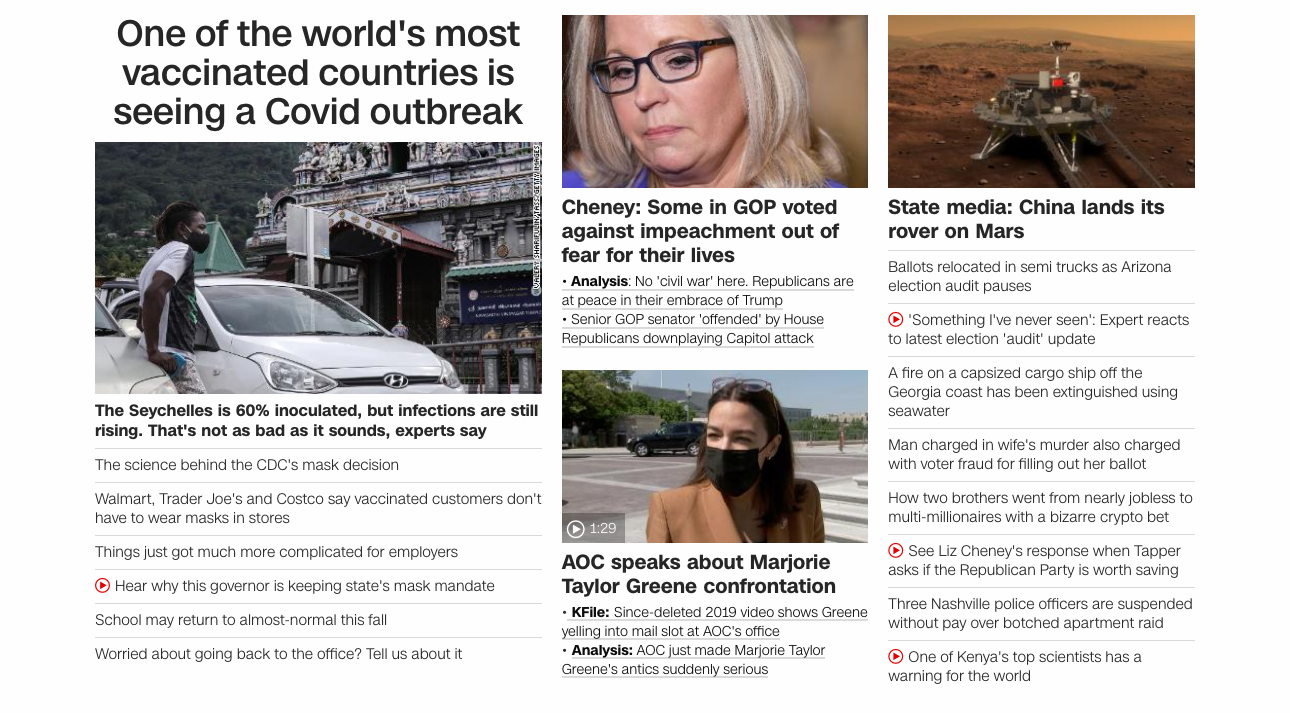 One of the world's most
vaccinated countries is
seeing a Covid outbreak
VALERY SHARIFULIN/TASS/GETTY IMAGES
The Seychelles is 60% inoculated, but infections are still
rising. That's not as bad as it sounds, experts say
The science behind the CDC's mask decision
Walmart, Trader Joe's and Costco say vaccinated customers don't
have to wear masks in stores
Things just got much more complicated for employers
Hear why this governor is keeping state's mask mandate
School may return to almost-normal this fall
Worried about going back to the office? Tell us about it
Cheney: Some in GOP voted
against impeachment out of
fear for their lives
• Analysis: No 'civil war' here. Republicans are
at peace in their embrace of Trump
• Senior GOP senator 'offended' by House
Republicans downplaying Capitol attack
1:29
AOC speaks about Marjorie
Taylor Greene confrontation
• KFile: Since-deleted 2019 video shows Greene
yelling into mail slot at AOC's office
• Analysis: AOC just made Marjorie Taylor
Greene's antics suddenly serious
State media: China lands its
rover on Mars
Ballots relocated in semi trucks as Arizona
election audit pauses
'Something I've never seen': Expert reacts
to latest election 'audit' update
A fire on a capsized cargo ship off the
Georgia coast has been extinguished using
seawater
Man charged in wife's murder also charged
with voter fraud for filling out her ballot
How two brothers went from nearly jobless to
multi-millionaires with a bizarre crypto bet
See Liz Cheney's response when Tapper
asks if the Republican Party is worth saving
Three Nashville police officers are suspended
without pay over botched apartment raid
One of Kenya's top scientists has a
warning for the world